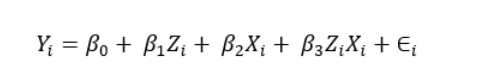 Yᵢ = β₀ + β₁Zᵢ + β₂Xᵢ + β₃ZᵢXᵢ + ∈ᵢ